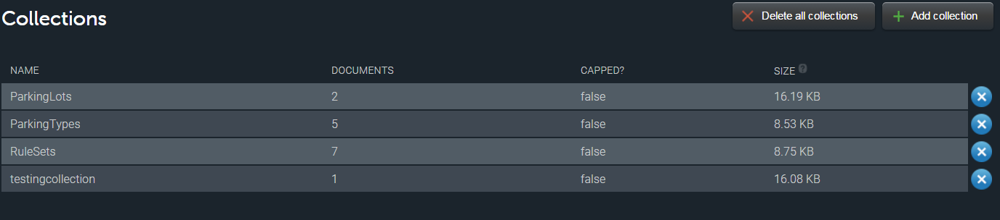 Collections
Delete all collections
Add collection
NAME DOCUMENTS CAPPED? SIZE ?
ParkingLots 2 false 16.19 KB
ParkingTypes 5 false 8.53 KB
RuleSets 7 false 8.75 KB
testingcollection 1 false 16.08 KB